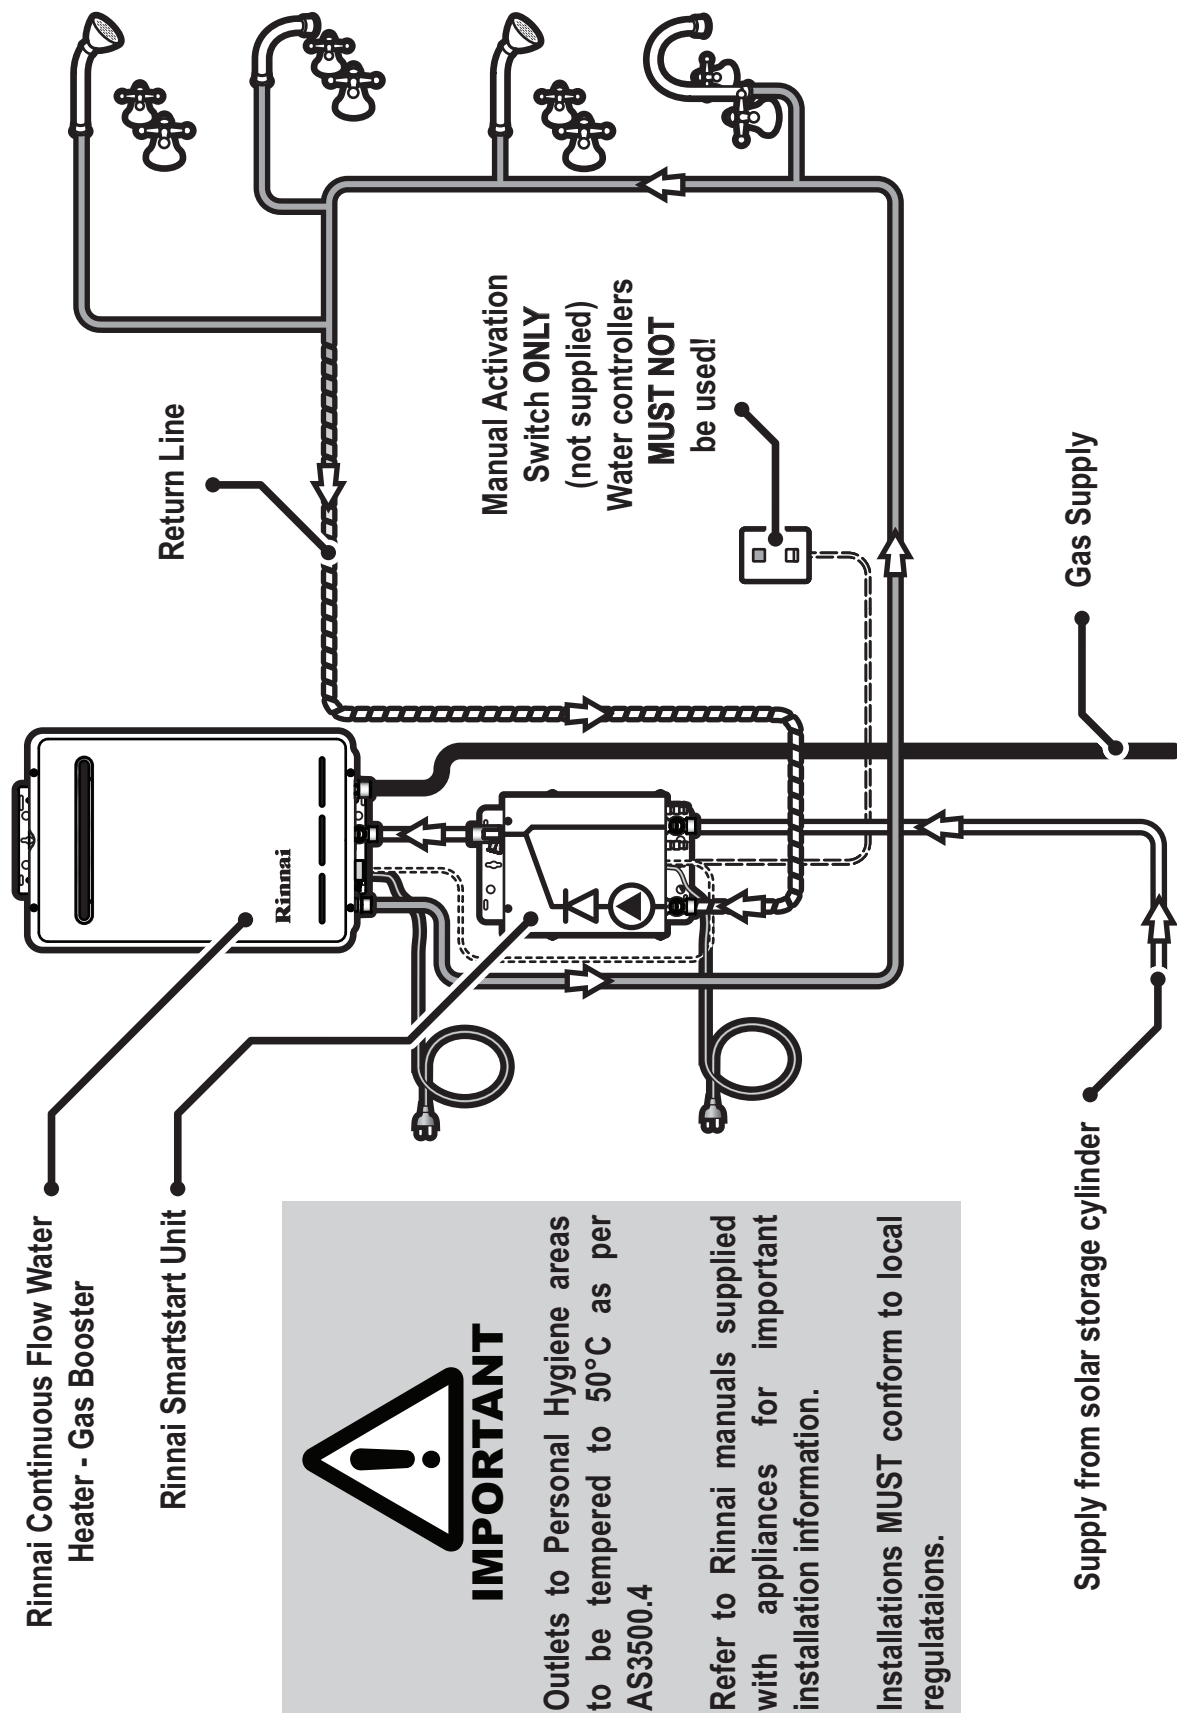 Rinnai Continuous Flow Water
Heater - Gas Booster
Rinnai Smartstart Unit
Return Line
Rinnai
Manual Activation
Switch ONLY
(not supplied)
Water controllers
MUST NOT
be used!
Gas Supply
IMPORTANT
Outlets to Personal Hygiene areas
to be tempered to 50°C as per
AS3500.4
Refer to Rinnai manuals supplied
with appliances for important
installation information.
Installations MUST conform to local
regulataions.
Supply from solar storage cylinder